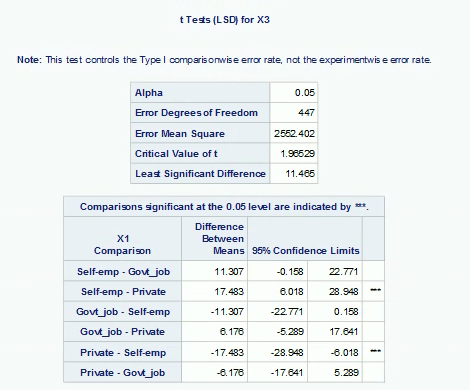 t Tests (LSD) for X3
Note: This test controls the Type I comparisonwise error rate, not the experimentwise error rate.
Alpha 0.05
Error Degrees of Freedom 447
Error Mean Square 2552.402
Critical Value of t 1.96529
Least Significant Difference 11.465
Comparisons significant at the 0.05 level are indicated by ***.
X1 Comparison Difference Between Means 95% Confidence Limits
Self-emp - Govt_job 11.307 -0.158 22.771
Self-emp - Private 17.483 6.018 28.948 ***
Govt_job - Self-emp -11.307 -22.771 0.158
Govt_job - Private 6.176 -5.289 17.641
Private - Self-emp -17.483 -28.948 -6.018 ***
Private - Govt_job -6.176 -17.641 5.289